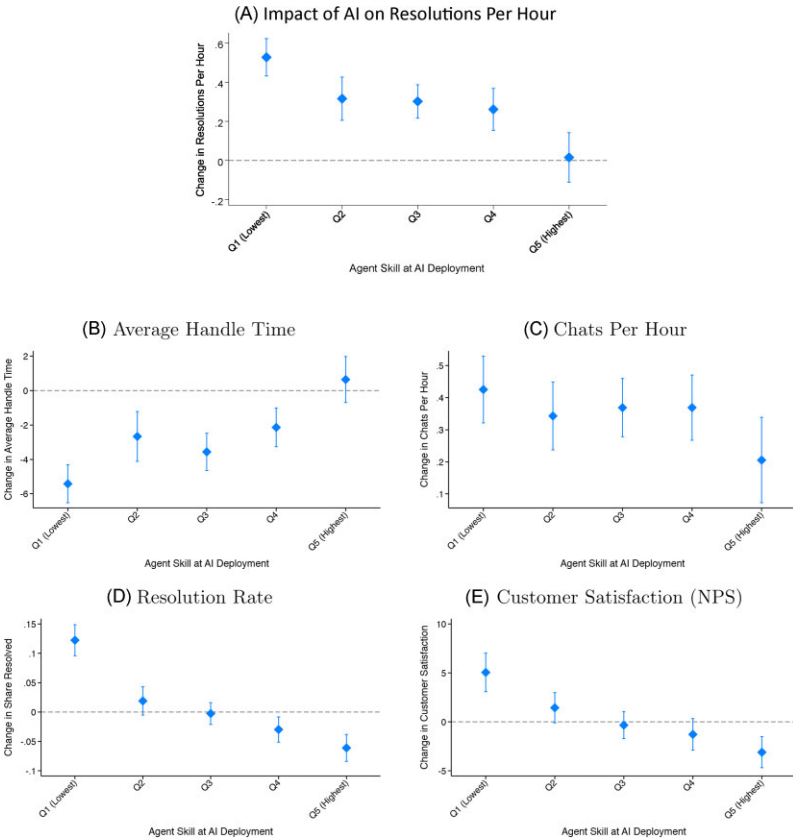 (A) Impact of AI on Resolutions Per Hour
Change in Resolutions Per Hour
.6
.4
.2
0
-.2
Q1 (Lowest)
Q2
Q3
Q4
Q5 (Highest)
Agent Skill at AI Deployment
(B) Average Handle Time
Change in Average Handle Time
2
0
-2
-4
-6
Q1 (Lowest)
Q2
Q3
Q4
Q5 (Highest)
Agent Skill at AI Deployment
(C) Chats Per Hour
Change in Chats Per Hour
.5
.4
.3
.2
.1
Q1 (Lowest)
Q2
Q3
Q4
Q5 (Highest)
Agent Skill at AI Deployment
(D) Resolution Rate
Change in Share Resolved
.15
.1
.05
0
-.05
-.1
Q1 (Lowest)
Q2
Q3
Q4
Q5 (Highest)
Agent Skill at AI Deployment
(E) Customer Satisfaction (NPS)
Change in Customer Satisfaction
10
5
0
-5
Q1 (Lowest)
Q2
Q3
Q4
Q5 (Highest)
Agent Skill at AI Deployment